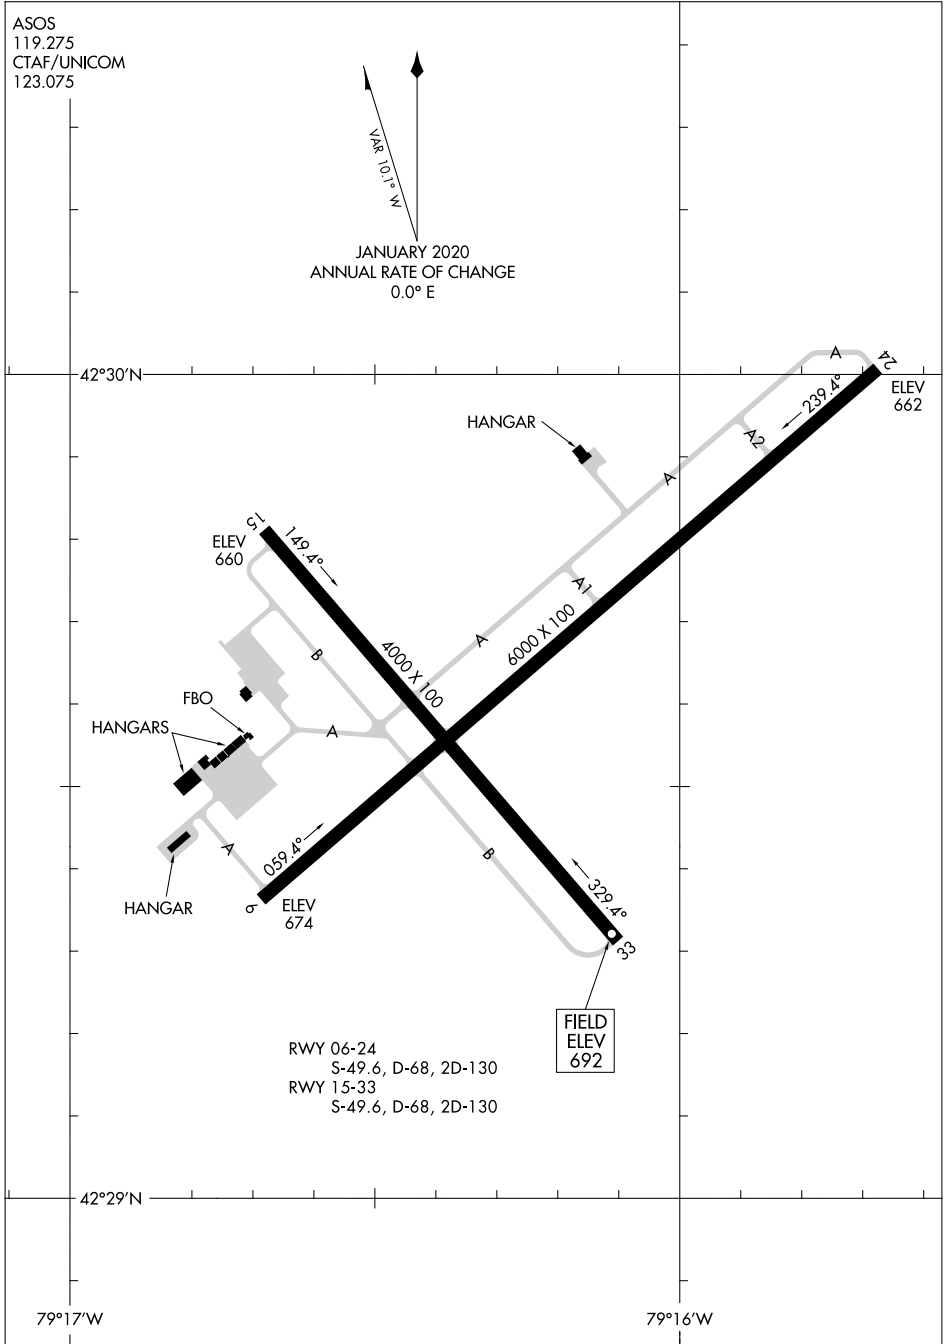 ASOS
119.275
CTAF/UNICOM
123.075
VAR 10.1° W
JANUARY 2020
ANNUAL RATE OF CHANGE
0.0° E
42°30'N
A
24
ELEV
662
239.4°
HANGAR
A2
A
15
149.4°
ELEV
660
A1
A
6000 X 100
B
4000 X 100
FBO
HANGARS
A
A
059.4°
B
HANGAR
6
ELEV
674
329.4°
33
FIELD
ELEV
692
RWY 06-24
S-49.6, D-68, 2D-130
RWY 15-33
S-49.6, D-68, 2D-130
42°29'N
79°17'W
79°16'W